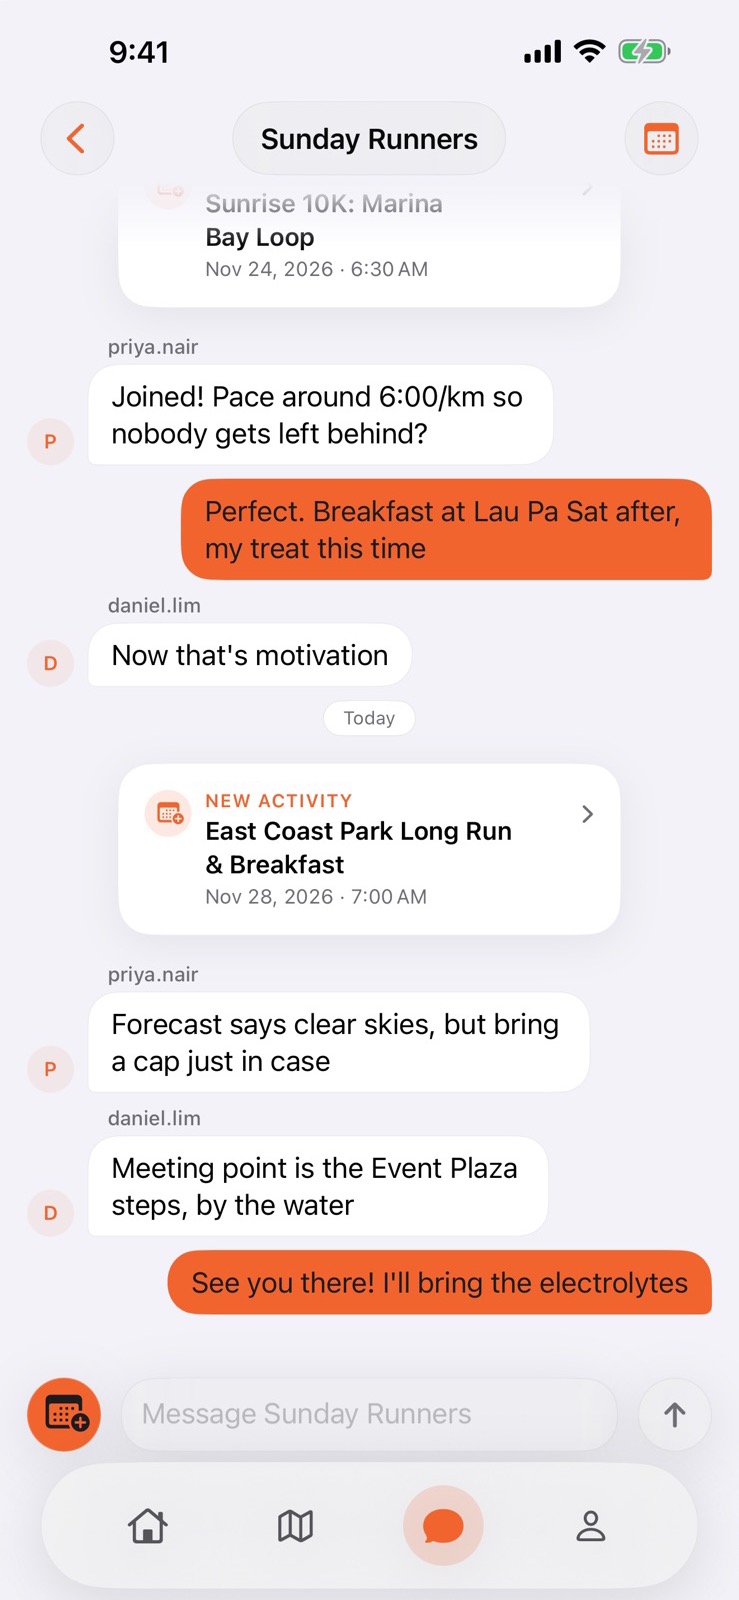 9:41
Sunday Runners
Sunrise 10K: Marina
Bay Loop
Nov 24, 2026 · 6:30 AM
priya.nair
Joined! Pace around 6:00/km so
nobody gets left behind?
P
Perfect. Breakfast at Lau Pa Sat after,
my treat this time
daniel.lim
Now that's motivation
D
Today
NEW ACTIVITY
East Coast Park Long Run
& Breakfast
Nov 28, 2026 · 7:00 AM
priya.nair
Forecast says clear skies, but bring
a cap just in case
P
daniel.lim
Meeting point is the Event Plaza
steps, by the water
D
See you there! I'll bring the electrolytes
Message Sunday Runners